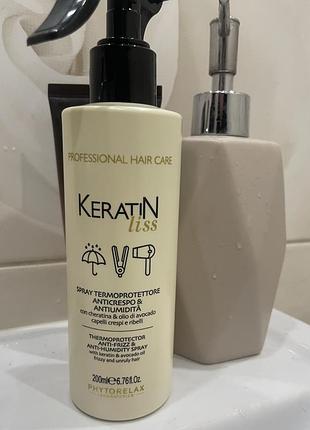 PROFESSIONAL HAIR CARE
KERATIN
liss
SPRAY TERMOPROTETTORE
ANTICRESPO &
ANTIUMIDITÀ
con cheratina & olio di avocado
capelli crespi e ribelli
THERMOPROTECTOR
ANTI-FRIZZ &
ANTI-HUMIDITY SPRAY
with keratin & avocado oil
frizzy and unruly hair
200ml℮6.76fl.oz.
PHYTORELAX